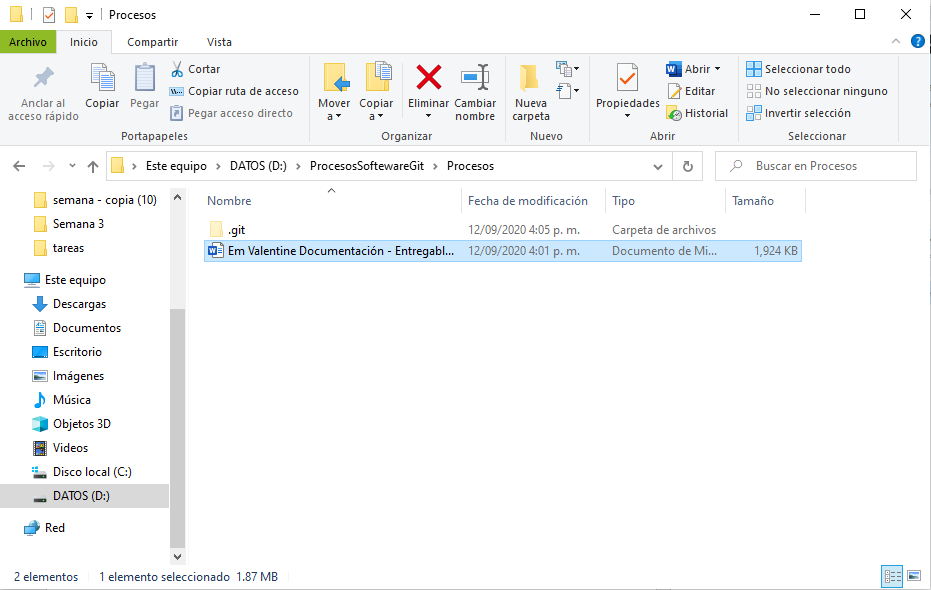 Procesos
Archivo Inicio Compartir Vista
Anclar al acceso rápido
Copiar
Pegar
Cortar
Copiar ruta de acceso
Pegar acceso directo
Portapapeles
Mover a
Copiar a
Eliminar
Cambiar nombre
Organizar
Nueva carpeta
Nuevo
Propiedades
Abrir
Editar
Historial
Abrir
Seleccionar todo
No seleccionar ninguno
Invertir selección
Seleccionar
Este equipo > DATOS (D:) > ProcesosSoftewareGit > Procesos
Buscar en Procesos
semana - copia (10)
Semana 3
tareas
Este equipo
Descargas
Documentos
Escritorio
Imágenes
Música
Objetos 3D
Videos
Disco local (C:)
DATOS (D:)
Red
Nombre Fecha de modificación Tipo Tamaño
.git 12/09/2020 4:05 p. m. Carpeta de archivos
Em Valentine Documentación - Entregabl... 12/09/2020 4:01 p. m. Documento de Mi... 1,924 KB
2 elementos 1 elemento seleccionado 1.87 MB